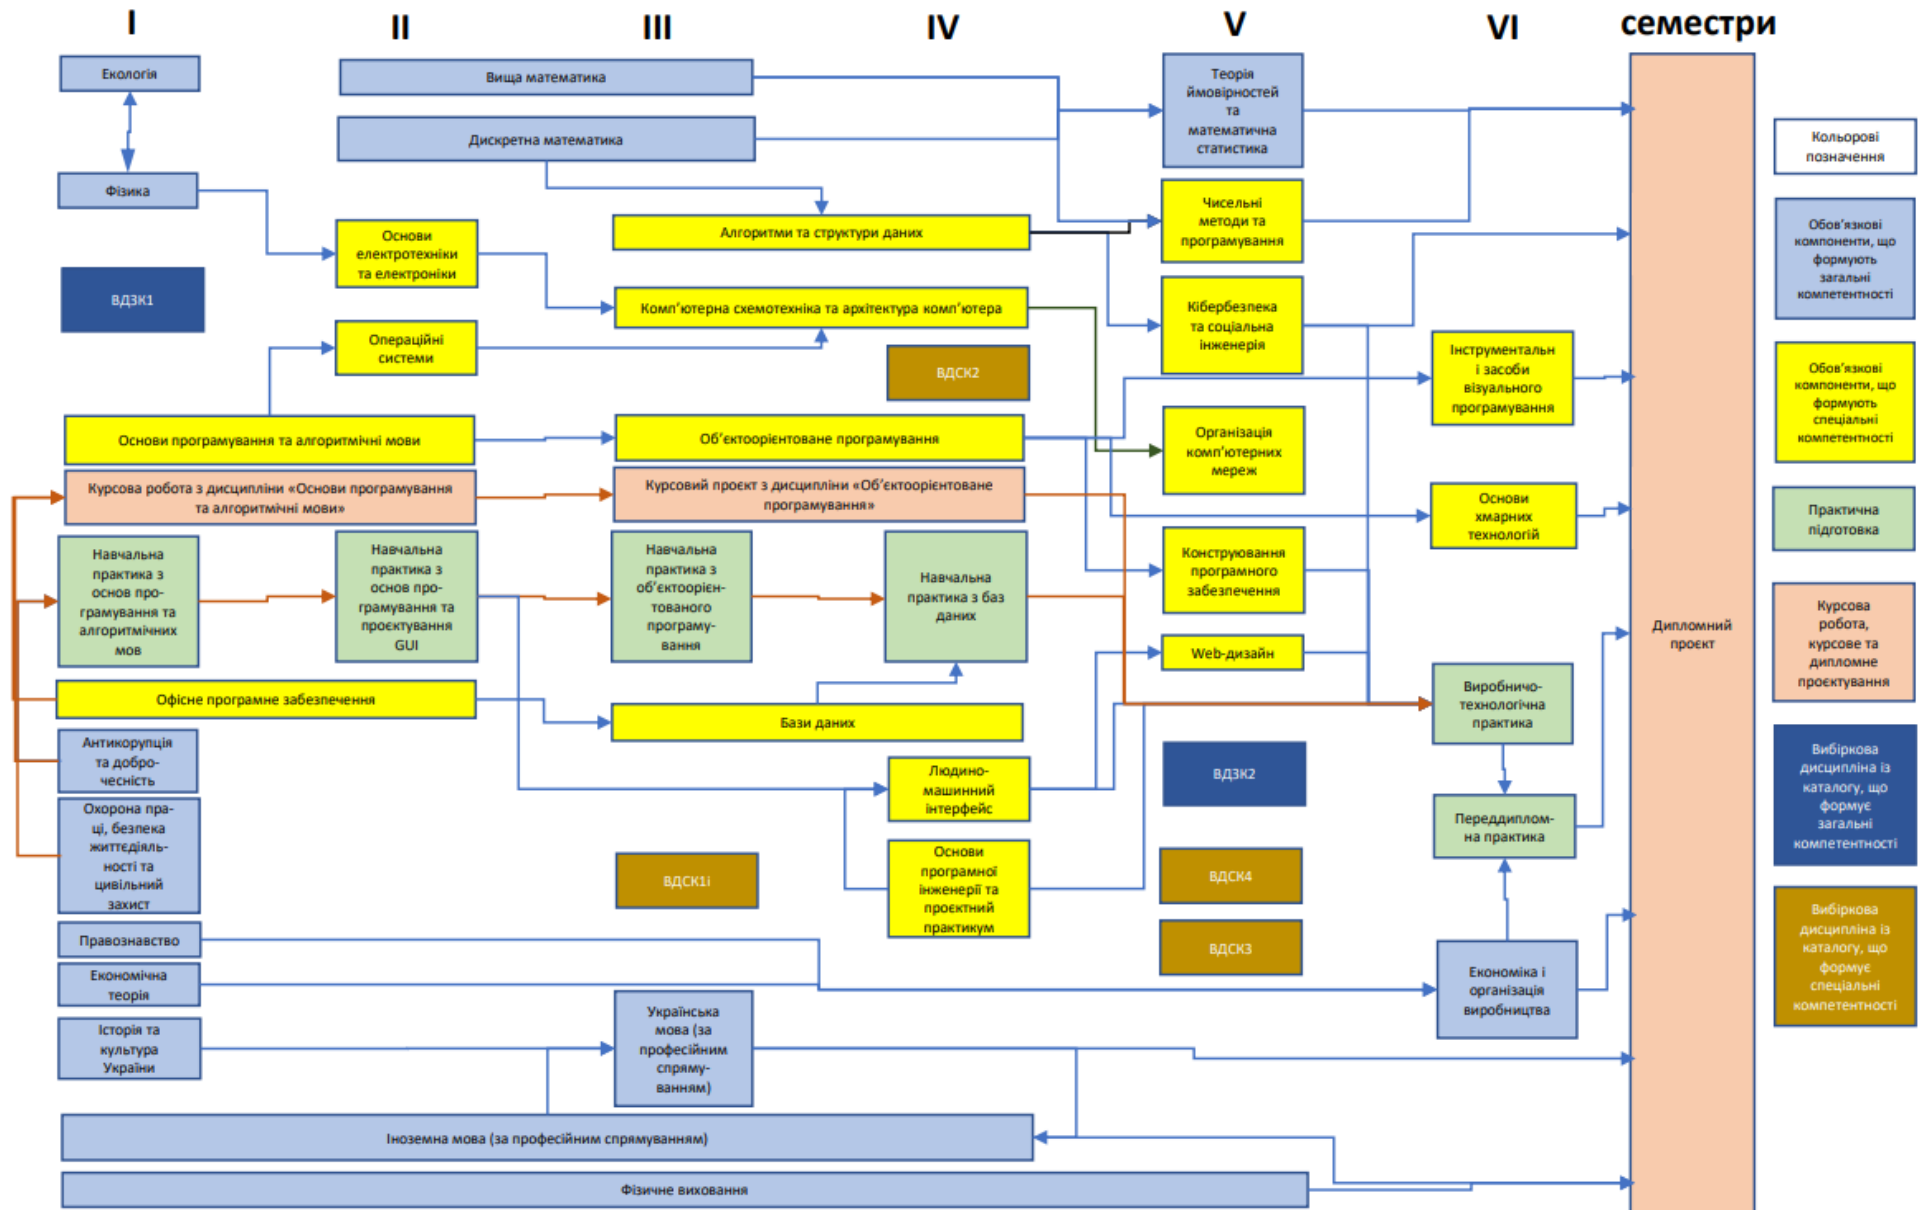 I
II
III
IV
V
VI
семестри
Екологія
Фізика
ВДЗК1
Вища математика
Дискретна математика
Основи
електротехніки
та електроніки
Операційні
системи
Алгоритми та структури даних
Комп’ютерна схемотехніка та архітектура комп’ютера
ВДСК2
Теорія
ймовірностей
та
математична
статистика
Чисельні
методи та
програмування
Кібербезпека
та соціальна
інженерія
Організація
комп’ютерних
мереж
Інструментальн
і засоби
візуального
програмування
Основи програмування та алгоритмічні мови
Об’єктоорієнтоване програмування
Курсова робота з дисципліни «Основи програмування
та алгоритмічні мови»
Курсовий проєкт з дисципліни «Об’єктоорієнтоване
програмування»
Основи
хмарних
технологій
Навчальна
практика з
основ про-
грамування та
алгоритмічних
мов
Навчальна
практика з
основ про-
грамування та
проєктування
GUI
Навчальна
практика з
об’єктоорієн-
тованого
програму-
вання
Навчальна
практика з баз
даних
Конструювання
програмного
забезпечення
Web-дизайн
Офісне програмне забезпечення
Бази даних
Виробничо-
технологічна
практика
Антикорупція
та добро-
чесність
Людино-
машинний
інтерфейс
ВДЗК2
Переддиплом-
на практика
Охорона пра-
ці, безпека
життєдіяль-
ності та
цивільний
захист
ВДСК1і
Основи
програмної
інженерії та
проєктний
практикум
ВДСК4
ВДСК3
Правознавство
Економічна
теорія
Економіка і
організація
виробництва
Історія та
культура
України
Українська
мова (за
професійним
спряму-
ванням)
Іноземна мова (за професійним спрямуванням)
Фізичне виховання
Дипломний
проєкт
Кольорові
позначення
Обов’язкові
компоненти, що
формують
загальні
компетентності
Обов’язкові
компоненти, що
формують
спеціальні
компетентності
Практична
підготовка
Курсова
робота,
курсове та
дипломне
проєктування
Вибіркова
дисципліна із
каталогу, що
формує
загальні
компетентності
Вибіркова
дисципліна із
каталогу, що
формує
спеціальні
компетентності